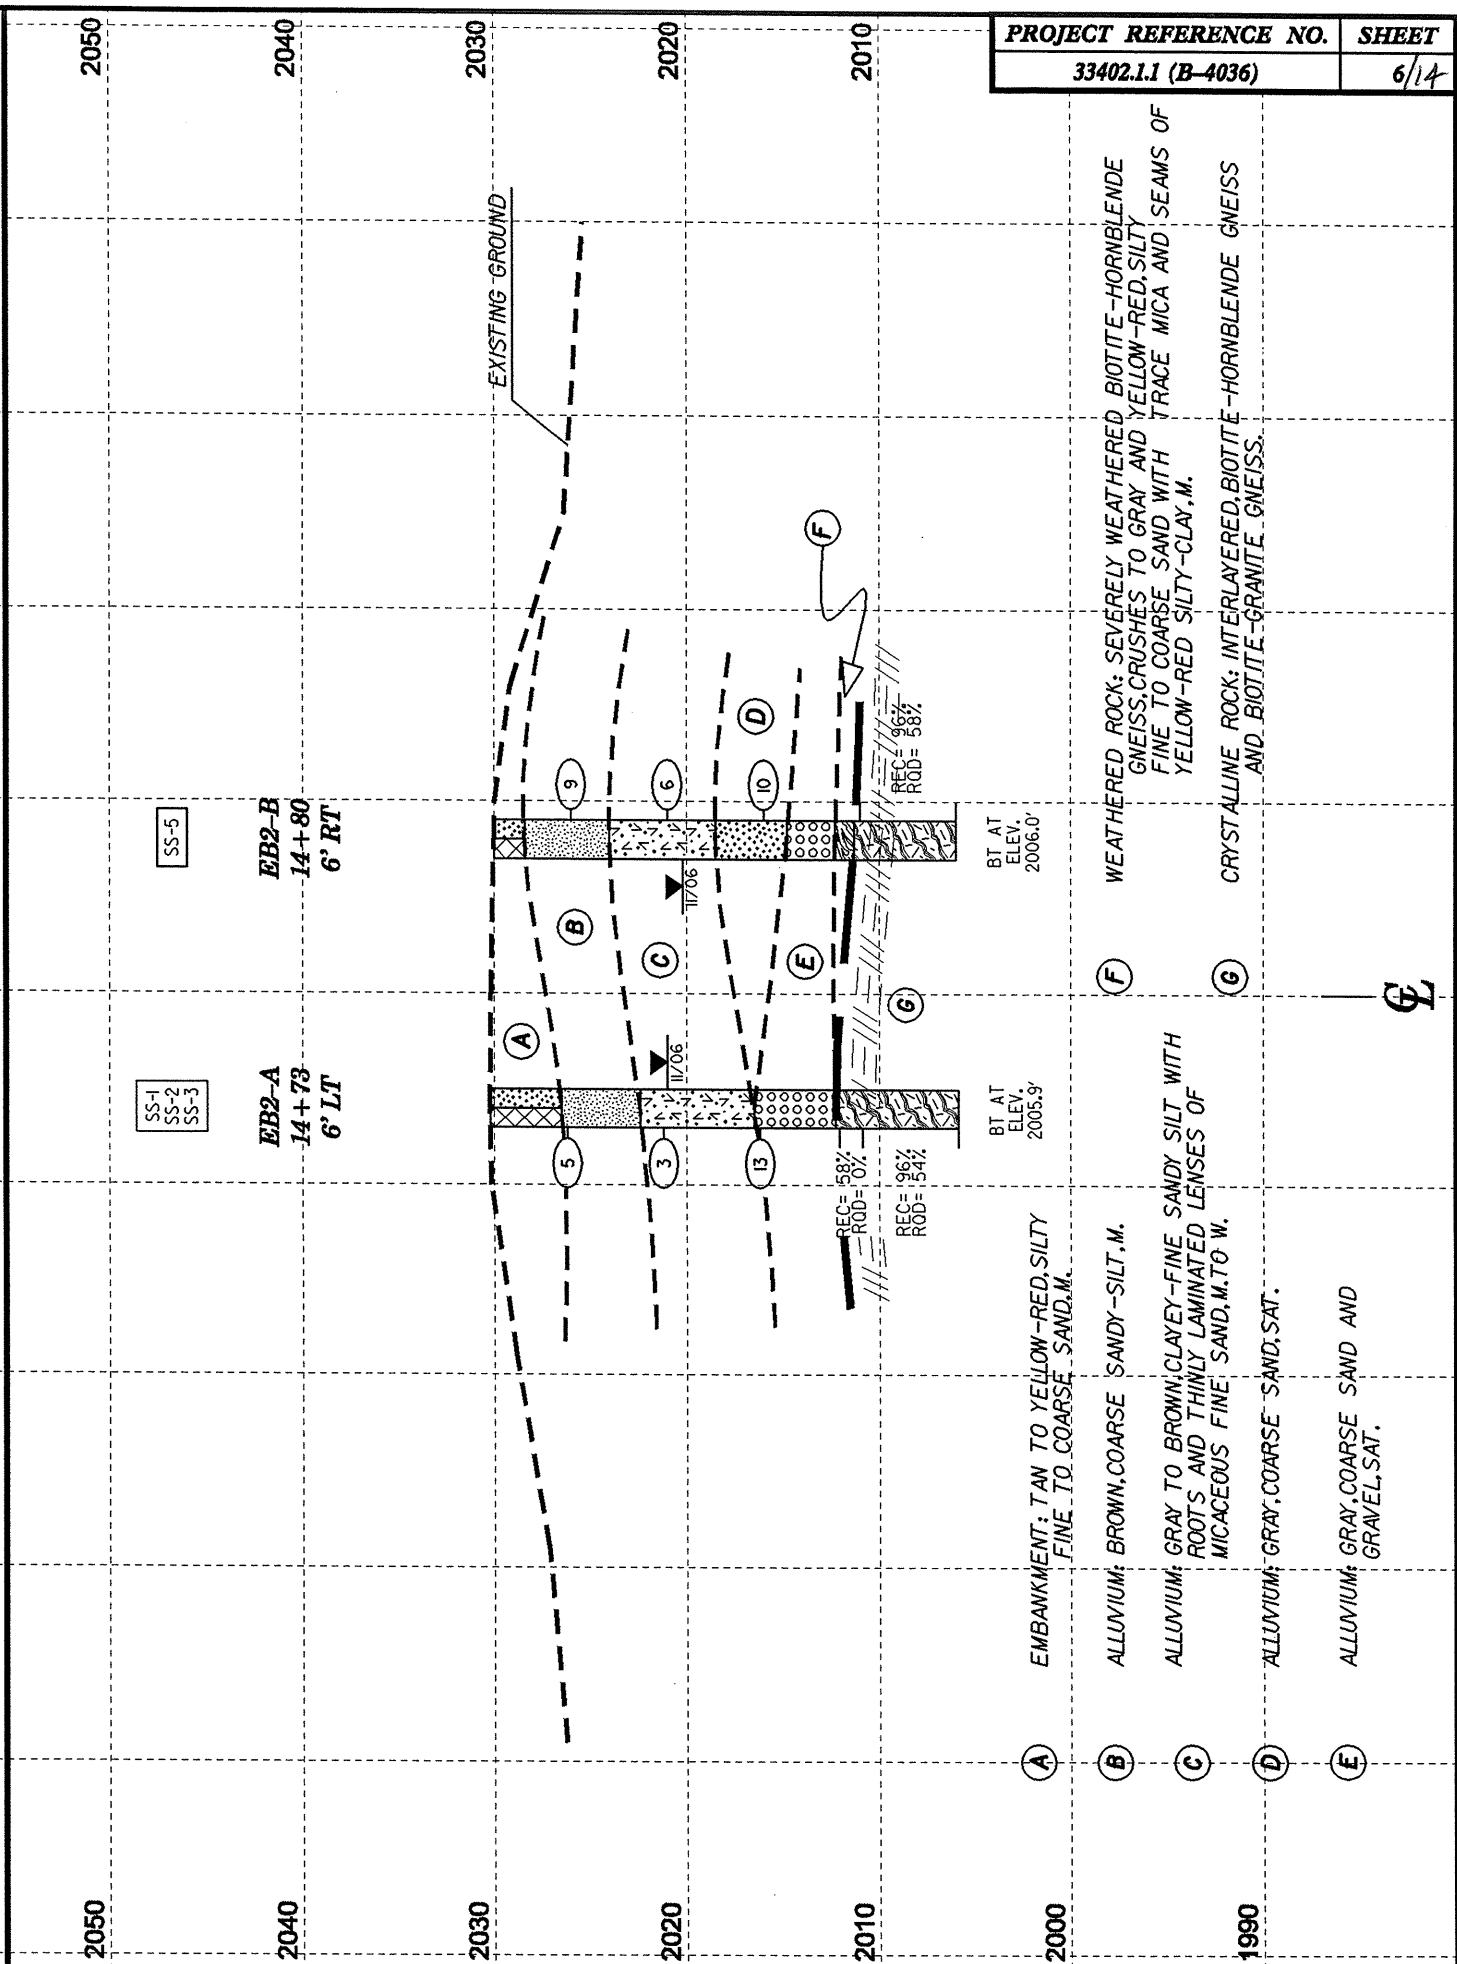 PROJECT REFERENCE NO. SHEET
33402.1.1 (B-4036) 6/14
2050
2040
2030
2020
2010
2050
2040
2030
2020
2010
2000
1990
SS-1
SS-2
SS-3
EB2-A
14+73
6' LT
SS-5
EB2-B
14+80
6' RT
EXISTING GROUND
A
B
C
D
E
F
G
5
3
13
9
6
10
11/06
11/06
REC= 58%
RQD= 0%
REC= 96%
RQD= 54%
REC= 96%
RQD= 58%
BT AT
ELEV.
2005.9'
BT AT
ELEV.
2006.0'
A EMBANKMENT: TAN TO YELLOW-RED,SILTY
FINE TO COARSE SAND,M.
B ALLUVIUM: BROWN,COARSE SANDY-SILT,M.
C ALLUVIUM: GRAY TO BROWN,CLAYEY-FINE SANDY SILT WITH
ROOTS AND THINLY LAMINATED LENSES OF
MICACEOUS FINE SAND,M.TO W.
D ALLUVIUM: GRAY,COARSE SAND,SAT.
E ALLUVIUM: GRAY,COARSE SAND AND
GRAVEL,SAT.
F WEATHERED ROCK: SEVERELY WEATHERED BIOTITE-HORNBLENDE
GNEISS,CRUSHES TO GRAY AND YELLOW-RED,SILTY
FINE TO COARSE SAND WITH TRACE MICA AND SEAMS OF
YELLOW-RED SILTY-CLAY,M.
G CRYSTALLINE ROCK: INTERLAYERED,BIOTITE-HORNBLENDE GNEISS
AND BIOTITE-GRANITE GNEISS.
CL